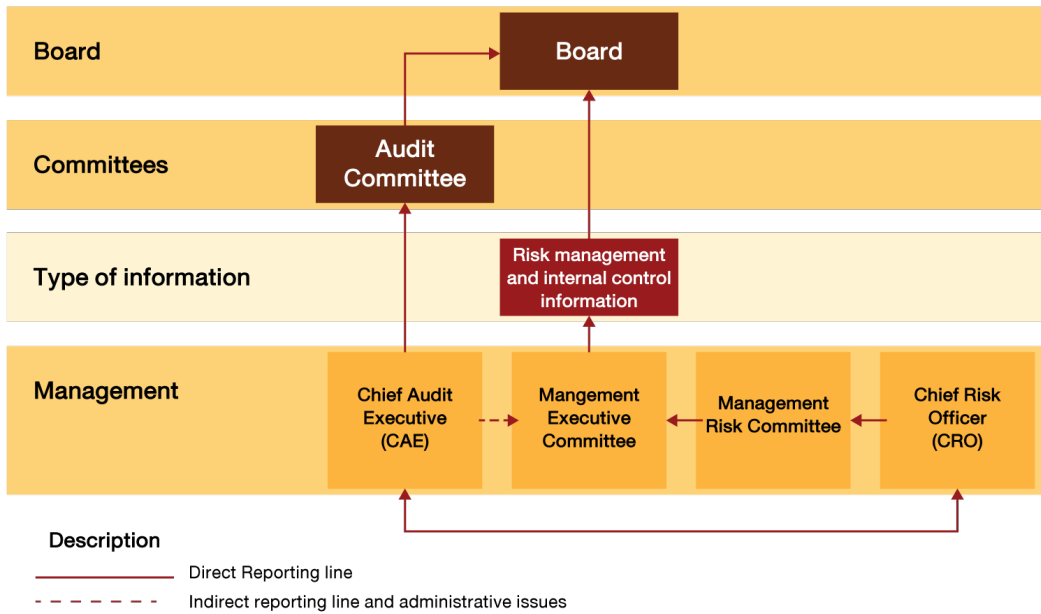 Board
Board
Committees
Audit
Committee
Type of information
Risk management
and internal control
information
Management
Chief Audit
Executive
(CAE)
Mangement
Executive
Committee
Management
Risk Committee
Chief Risk
Officer
(CRO)
Description
Direct Reporting line
Indirect reporting line and administrative issues